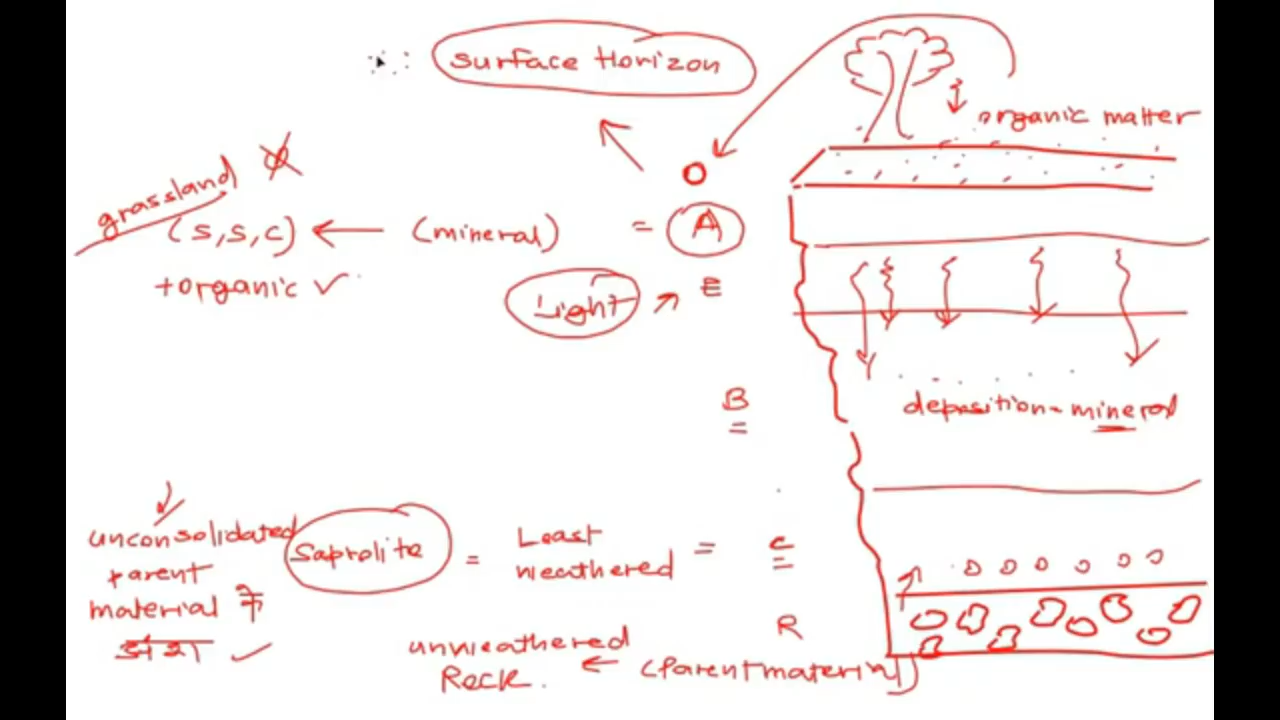 surface Horizon
organic matter
O
grassland O
(S,S,C) ← (mineral) = A
+organic ✓
Light → E
B
=
deposition - mineral
unconsolidated
parent
material के
अंश ✓
Saprolite = Least
weathered = C
R
unweathered
Rock. ← (Parent material)